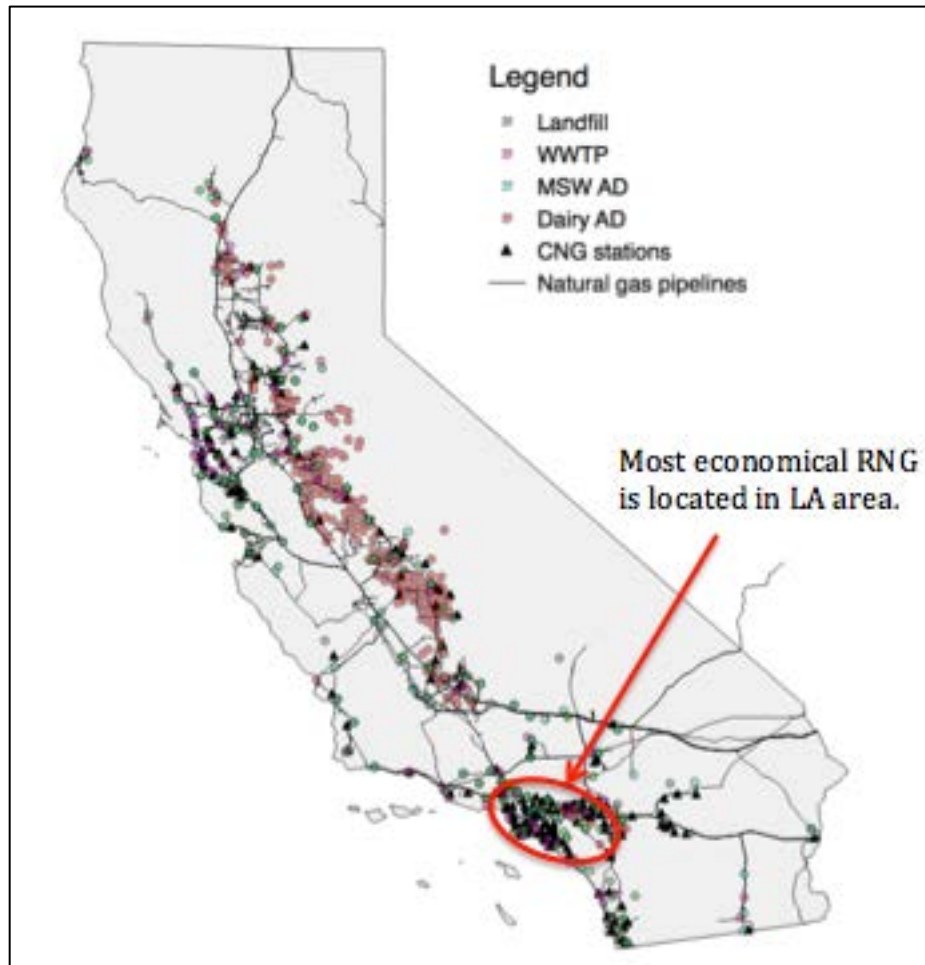 Legend
Landfill
WWTP
MSW AD
Dairy AD
CNG stations
Natural gas pipelines
Most economical RNG
is located in LA area.